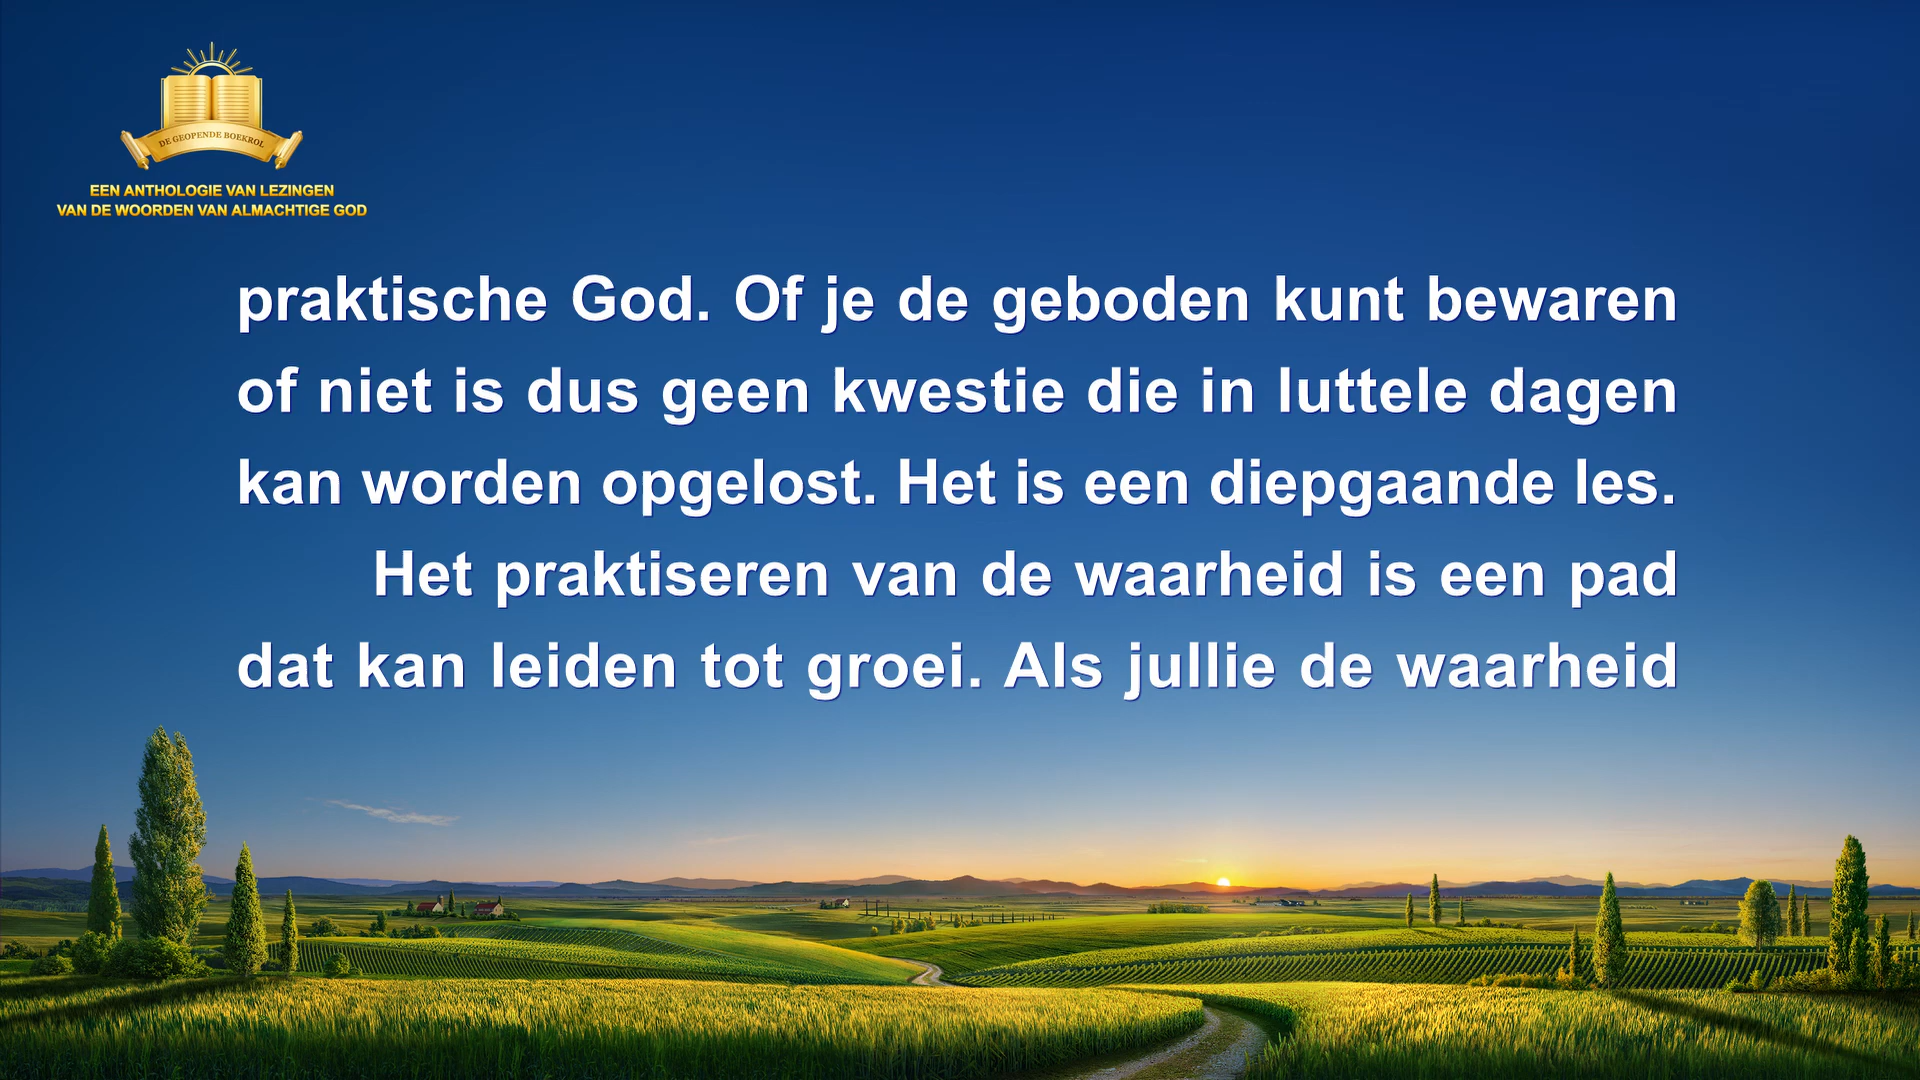 DE GEOPENDE BOEKROL
EEN ANTHOLOGIE VAN LEZINGEN
VAN DE WOORDEN VAN ALMACHTIGE GOD
praktische God. Of je de geboden kunt bewaren
of niet is dus geen kwestie die in luttele dagen
kan worden opgelost. Het is een diepgaande les.
Het praktiseren van de waarheid is een pad
dat kan leiden tot groei. Als jullie de waarheid